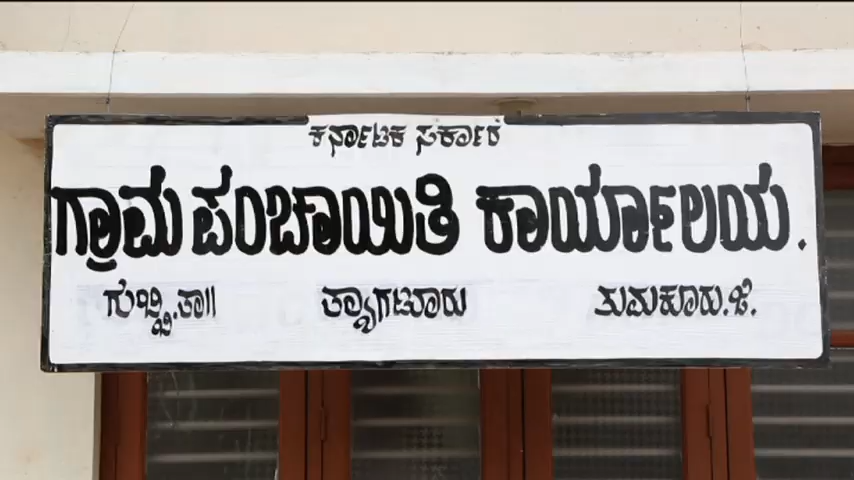 ಕರ್ನಾಟಕ ಸರ್ಕಾರ
ಗ್ರಾಮ ಪಂಚಾಯಿತಿ ಕಾರ್ಯಾಲಯ.
ಗುಬ್ಬಿ.ತಾ॥ ತ್ಯಾಗಟೂರು ತುಮಕೂರು.ಜಿ.